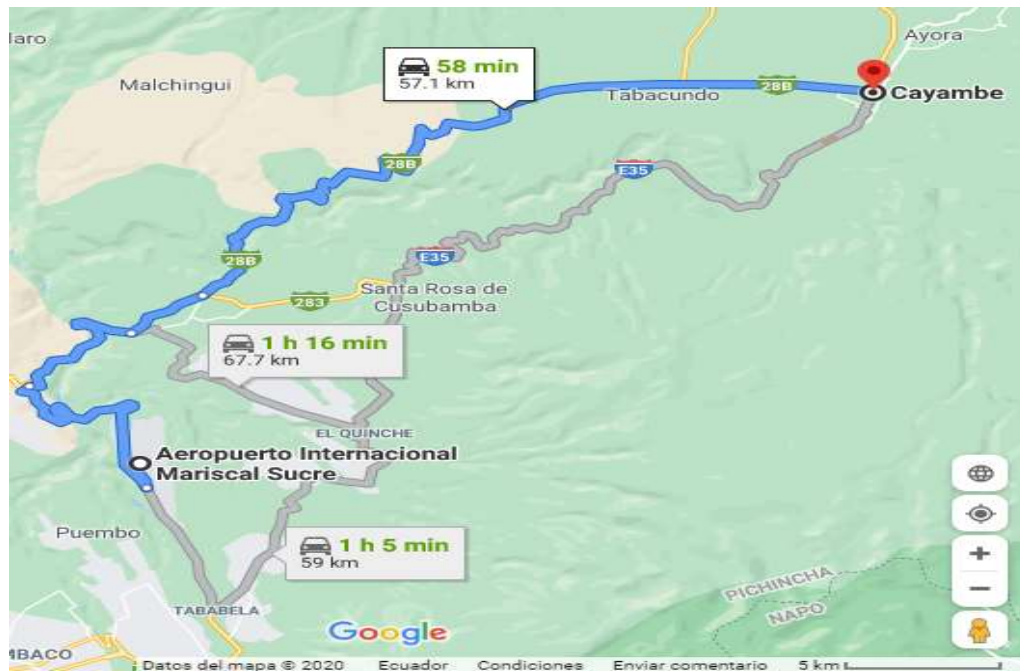 laro
Ayora
Malchingui
58 min
57.1 km
Tabacundo
28B
Cayambe
28B
E35
28B
E35
Santa Rosa de
Cusubamba
283
1 h 16 min
67.7 km
EL QUINCHE
Aeropuerto Internacional
Mariscal Sucre
Puembo
1 h 5 min
59 km
PICHINCHA
NAPO
TABABELA
Google
MBACO
Datos del mapa © 2020 Ecuador Condiciones Enviar comentario 5 km